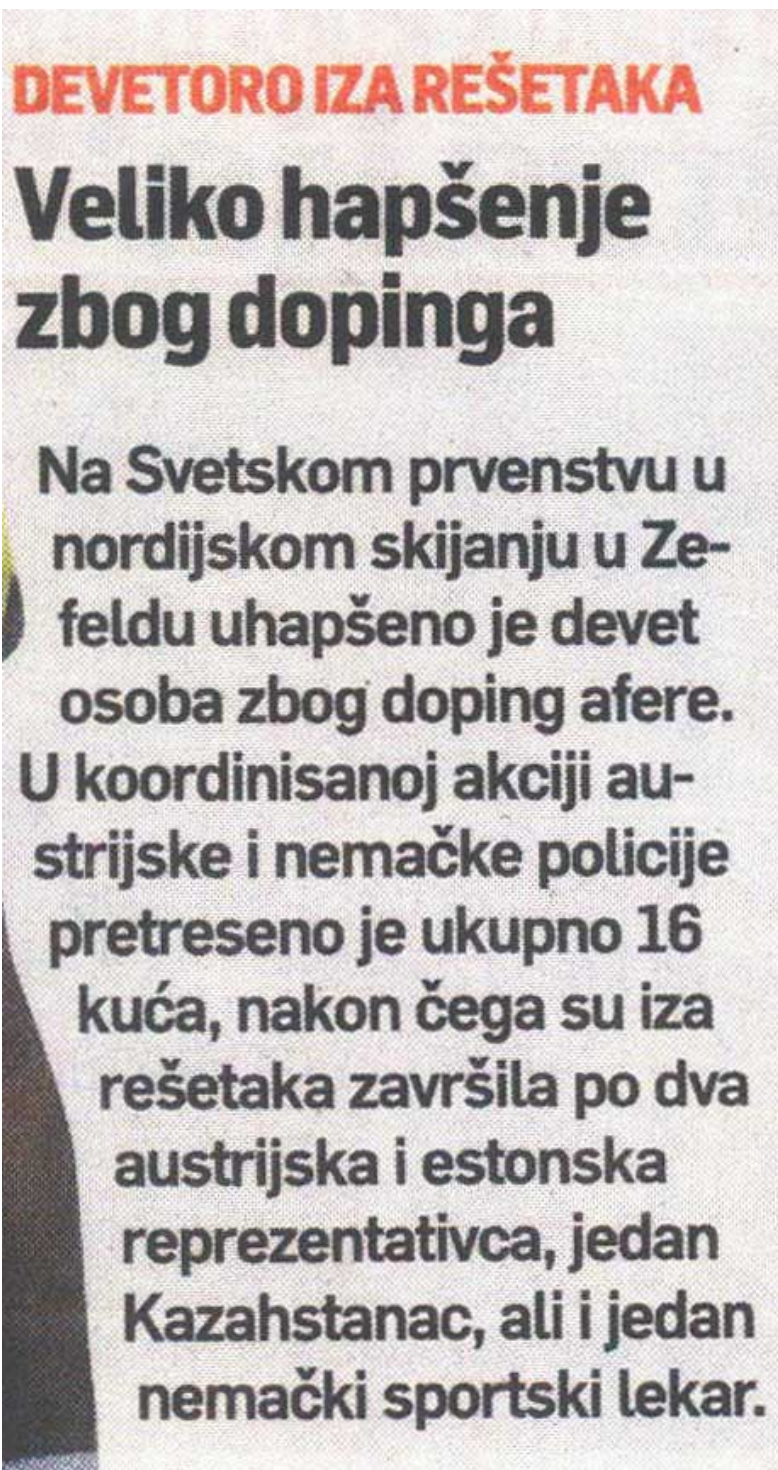 DEVETORO IZA REŠETAKA
Veliko hapšenje
zbog dopinga
Na Svetskom prvenstvu u
nordijskom skijanju u Ze-
feldu uhapšeno je devet
osoba zbog doping afere.
U koordinisanoj akciji au-
strijske i nemačke policije
pretreseno je ukupno 16
kuća, nakon čega su iza
rešetaka završila po dva
austrijska i estonska
reprezentativca, jedan
Kazahstanac, ali i jedan
nemački sportski lekar.